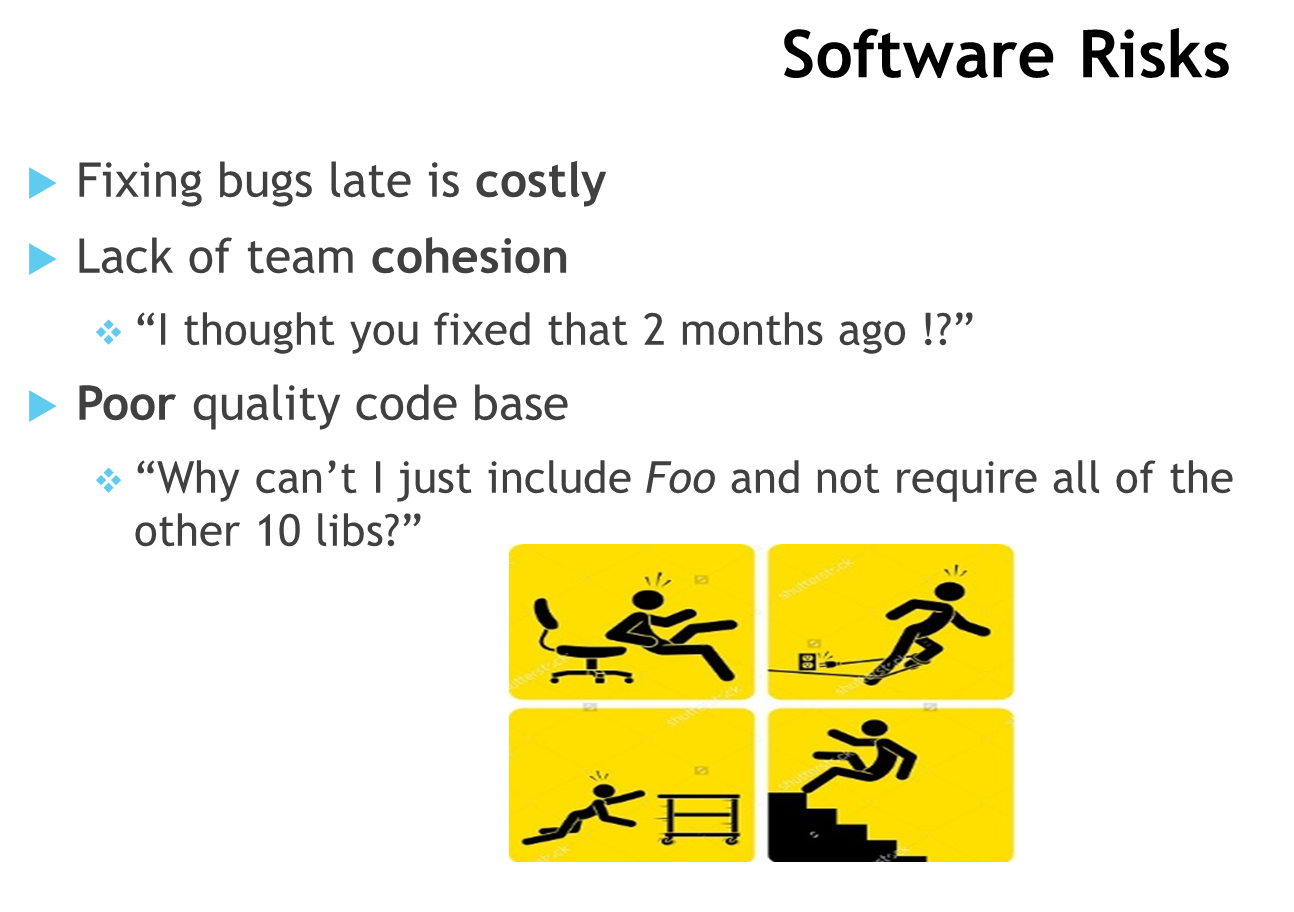 Software Risks
Fixing bugs late is costly
Lack of team cohesion
“I thought you fixed that 2 months ago !?”
Poor quality code base
“Why can’t I just include Foo and not require all of the
other 10 libs?”
shutterstock
shutterstock
shutterstock
shutterstock
shutterstock